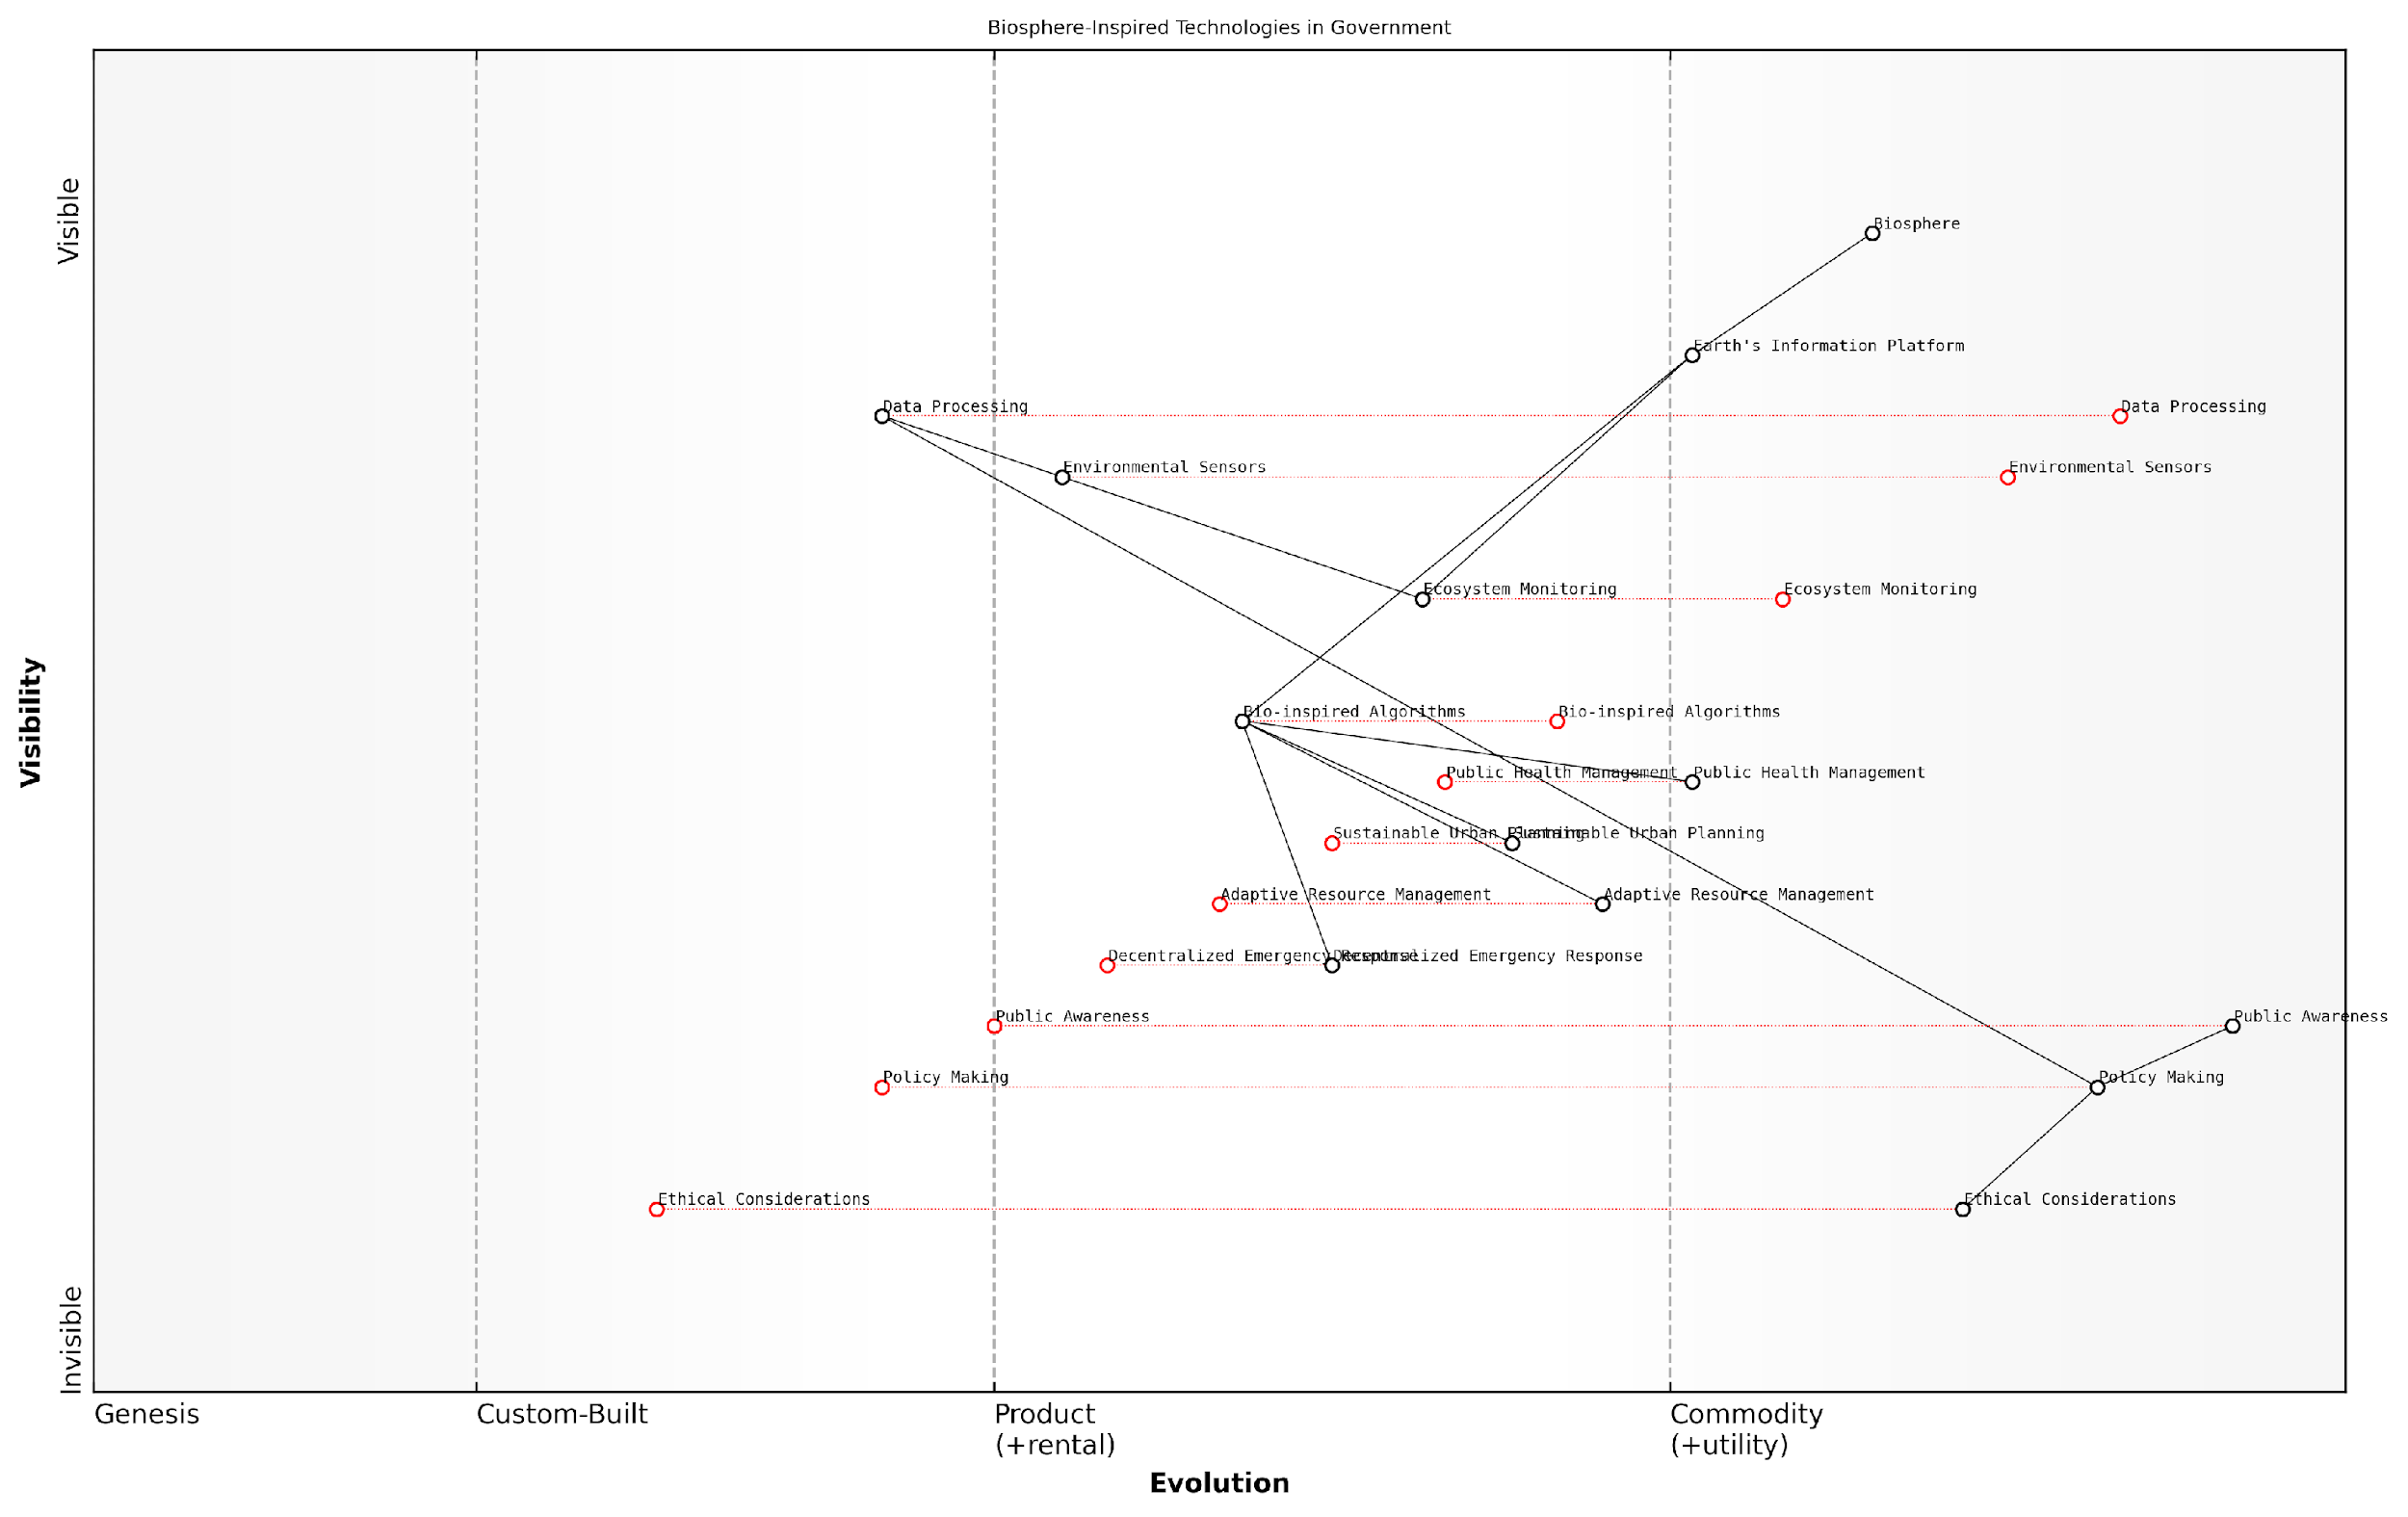 Biosphere-Inspired Technologies in Government
Visible
Biosphere
Earth's Information Platform
Data Processing
Data Processing
Environmental Sensors
Environmental Sensors
Ecosystem Monitoring
Ecosystem Monitoring
Visibility
Bio-inspired Algorithms
Bio-inspired Algorithms
Public Health Management
Public Health Management
Sustainable Urban Planning
Sustainable Urban Planning
Adaptive Resource Management
Adaptive Resource Management
Decentralized Emergency Response
Decentralized Emergency Response
Public Awareness
Public Awareness
Policy Making
Policy Making
Ethical Considerations
Ethical Considerations
Invisible
Genesis
Custom-Built
Product
(+rental)
Commodity
(+utility)
Evolution